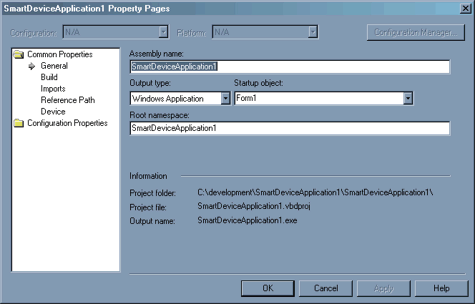 SmartDeviceApplication1 Property Pages
Configuration: N/A Platform: N/A Configuration Manager...
Common Properties
General
Build
Imports
Reference Path
Device
Configuration Properties
Assembly name:
SmartDeviceApplication1
Output type: Startup object:
Windows Application Form1
Root namespace:
SmartDeviceApplication1
Information
Project folder: C:\development\SmartDeviceApplication1\SmartDeviceApplication1\
Project file: SmartDeviceApplication1.vbdproj
Output name: SmartDeviceApplication1.exe
OK Cancel Apply Help